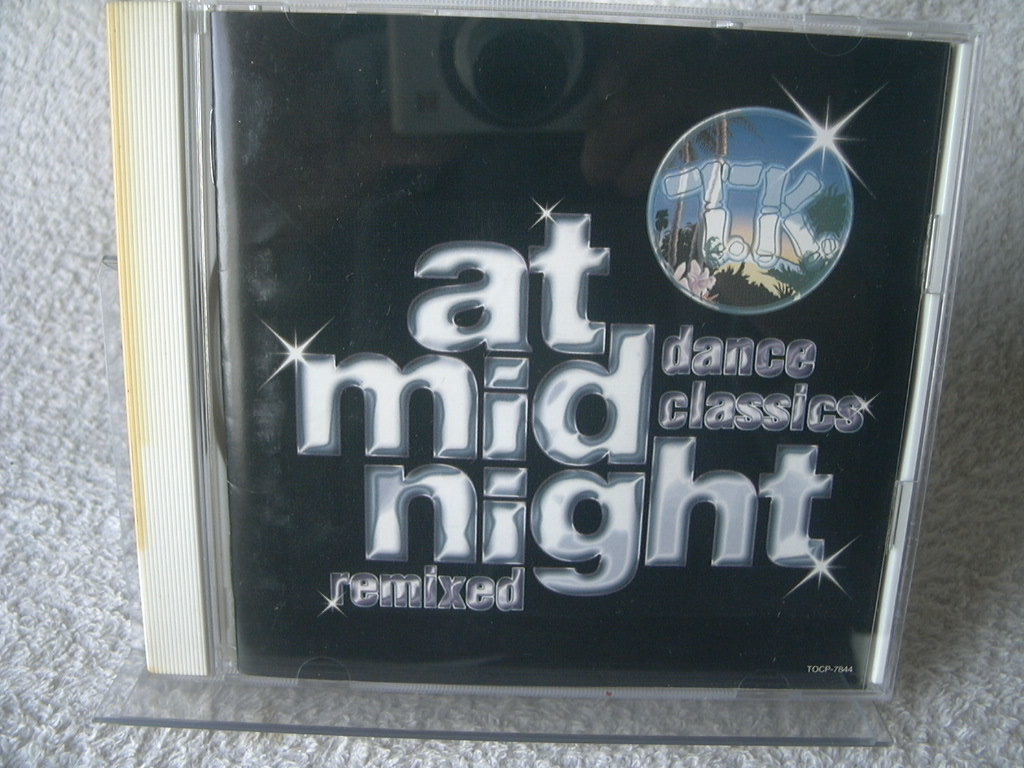 T.K.
at
mid
night
dance
classics
remixed
TOCP-7844